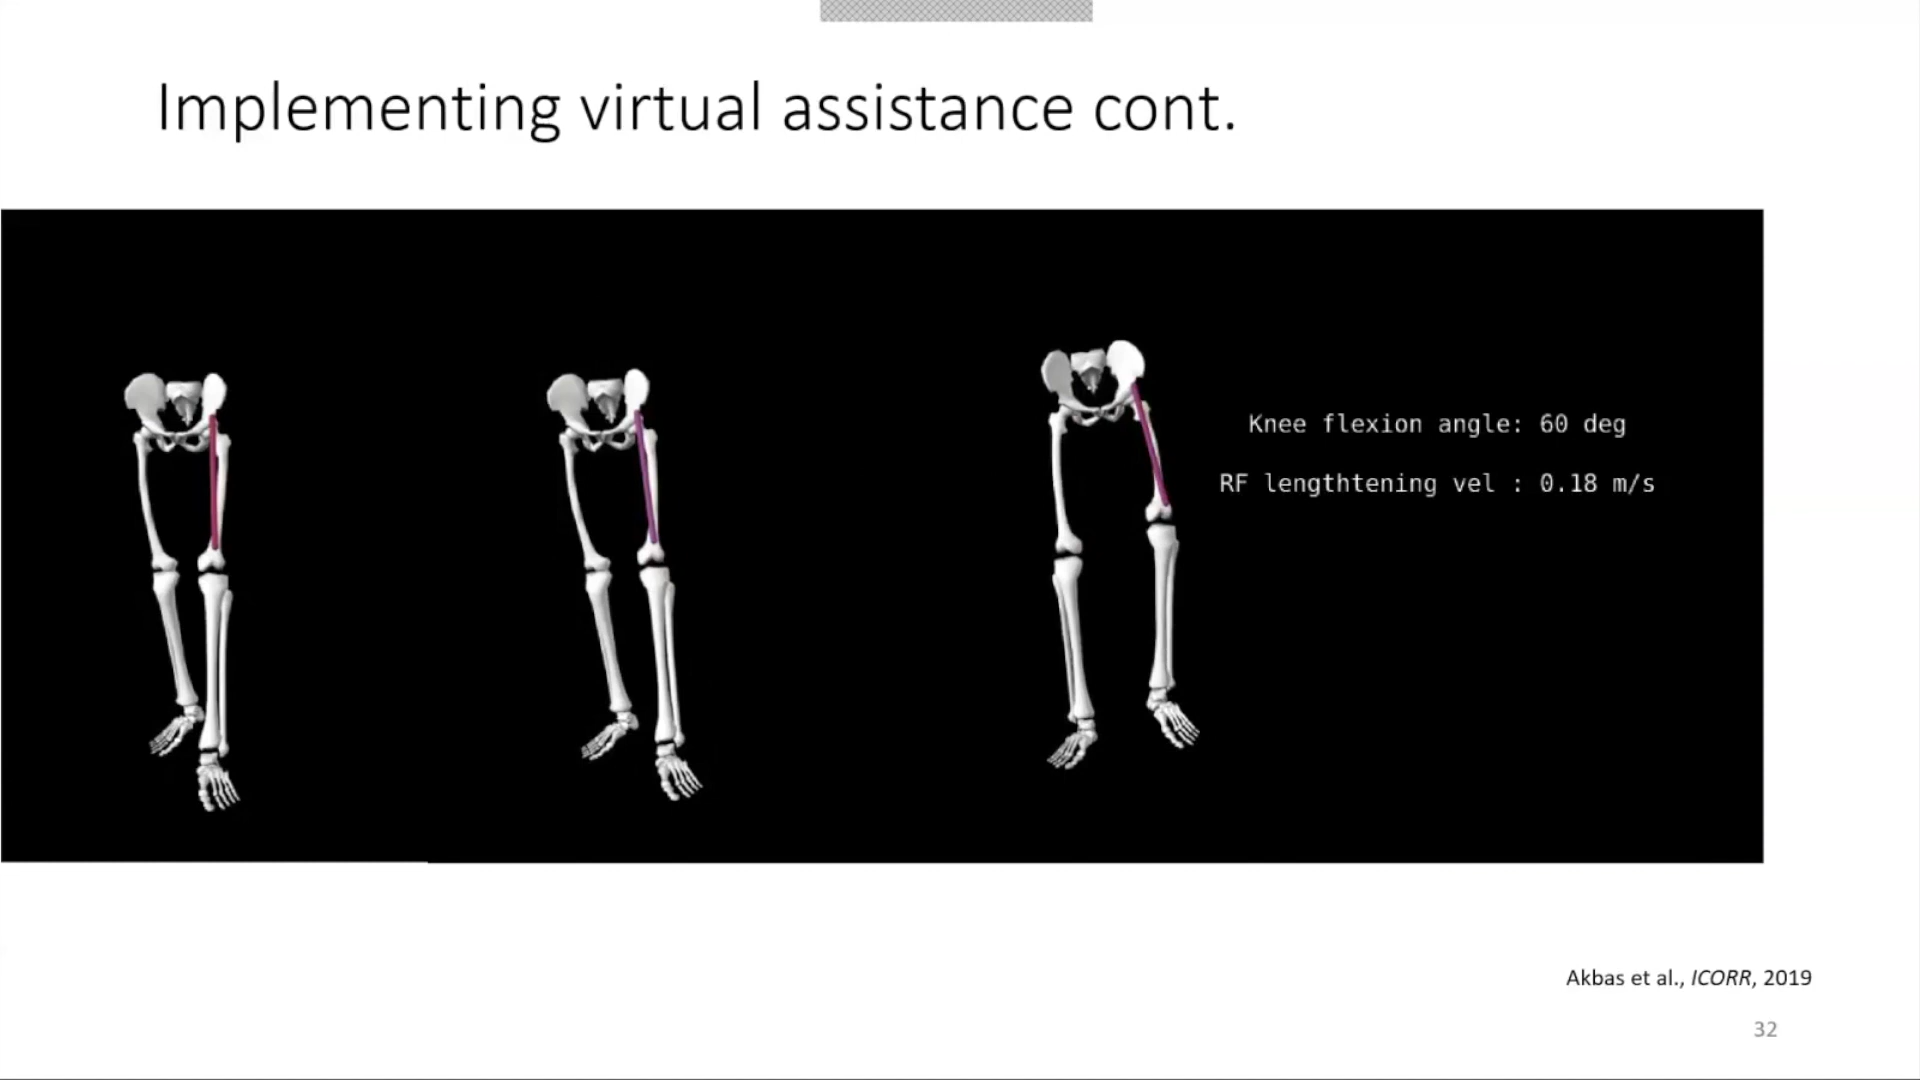 Implementing virtual assistance cont.
Knee flexion angle: 60 deg
RF lengthtening vel : 0.18 m/s
Akbas et al., ICORR, 2019
32